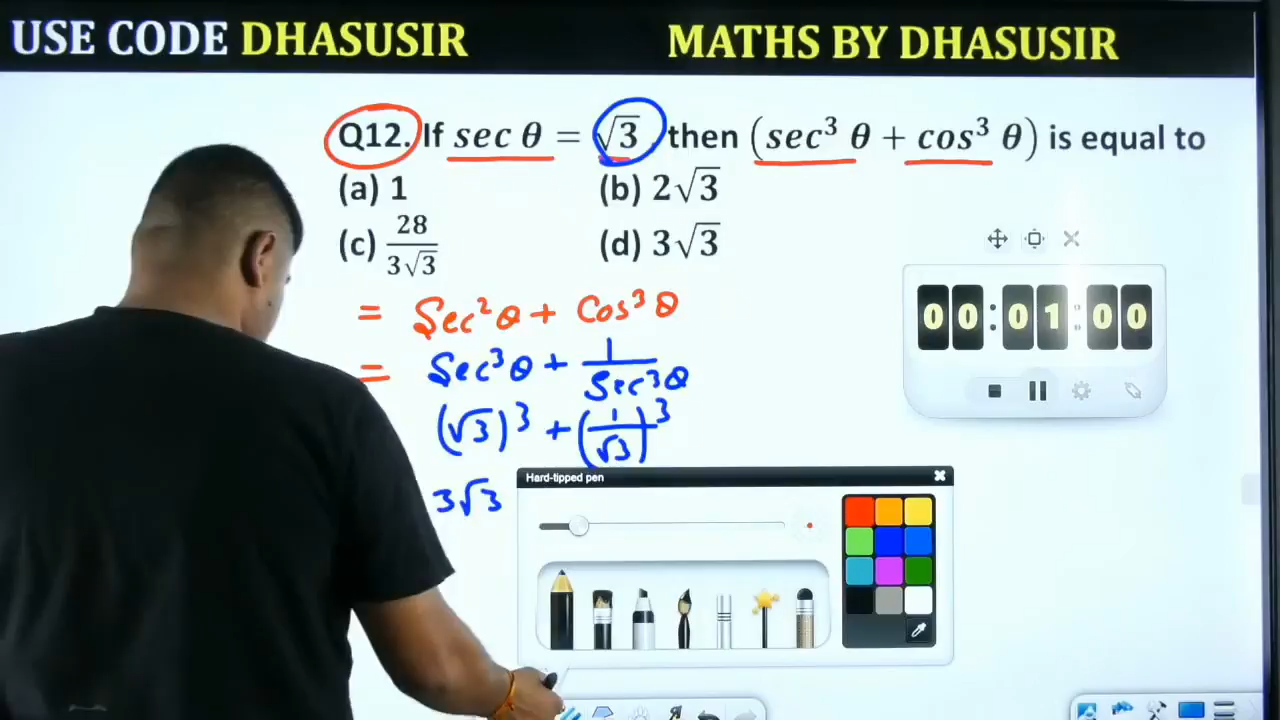 USE CODE DHASUSIR MATHS BY DHASUSIR
Q12. If sec θ = √3 then (sec³ θ + cos³ θ) is equal to
(a) 1 (b) 2√3
(c) 28/3√3 (d) 3√3
= Sec²θ + Cos³θ
= Sec³θ + 1/Sec³θ
(√3)³ + (1/√3)³
3√3
00:01:00
Hard-tipped pen